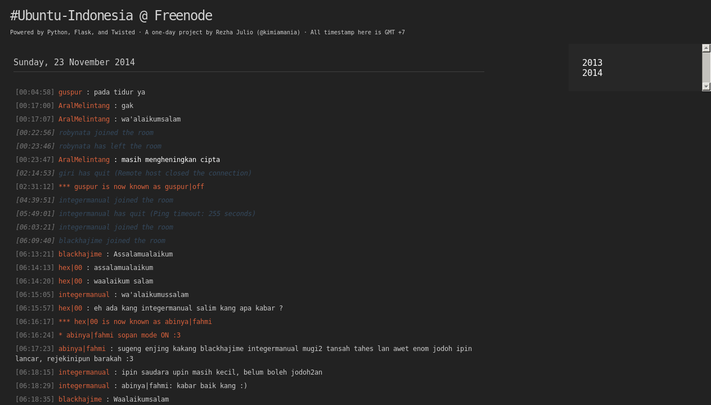 #Ubuntu-Indonesia @ Freenode
Powered by Python, Flask, and Twisted · A one-day project by Rezha Julio (@kimiamania) · All timestamp here is GMT +7
2013
2014
Sunday, 23 November 2014
[00:04:58] guspur : pada tidur ya
[00:17:00] AralMelintang : gak
[00:17:07] AralMelintang : wa'alaikumsalam
[00:22:56] robynata joined the room
[00:23:46] robynata has left the room
[00:23:47] AralMelintang : masih mengheningkan cipta
[02:14:53] giri has quit (Remote host closed the connection)
[02:31:12] *** guspur is now known as guspur|off
[04:39:51] integermanual joined the room
[05:49:01] integermanual has quit (Ping timeout: 255 seconds)
[06:03:21] integermanual joined the room
[06:09:40] blackhajime joined the room
[06:13:21] blackhajime : Assalamualaikum
[06:14:13] hex|00 : assalamualaikum
[06:14:20] hex|00 : waalaikum salam
[06:15:05] integermanual : wa'alaikumussalam
[06:15:57] hex|00 : eh ada kang integermanual salim kang apa kabar ?
[06:16:17] *** hex|00 is now known as abinya|fahmi
[06:16:24] * abinya|fahmi sopan mode ON :3
[06:17:23] abinya|fahmi : sugeng enjing kakang blackhajime integermanual mugi2 tansah tahes lan awet enom jodoh ipin
lancar, rejekinipun barakah :3
[06:18:15] integermanual : ipin saudara upin masih kecil, belum boleh jodoh2an
[06:18:29] integermanual : abinya|fahmi: kabar baik kang :)
[06:18:35] blackhajime : Waalaikumsalam